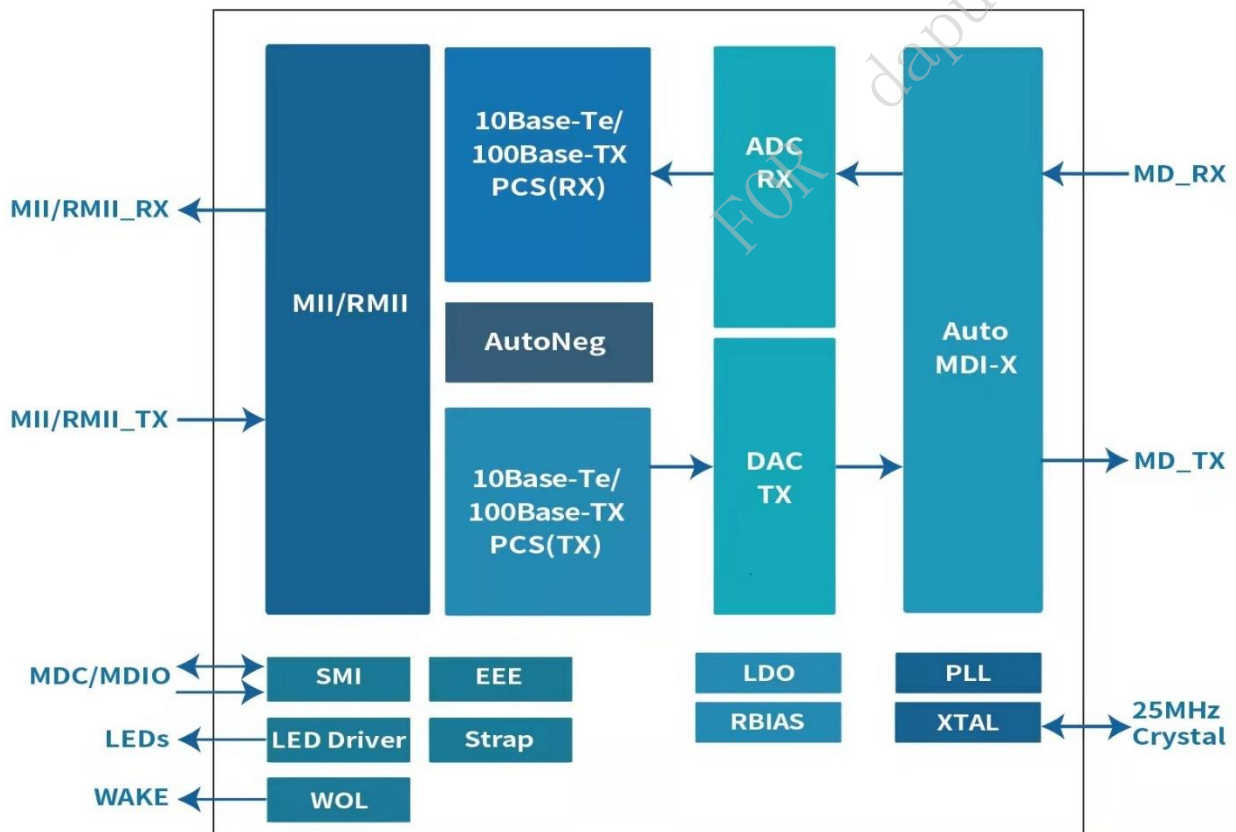 FOR dapu
10Base-Te/
100Base-TX
PCS(RX)
ADC
RX
MD_RX
MII/RMII_RX
MII/RMII
AutoNeg
Auto
MDI-X
MII/RMII_TX
10Base-Te/
100Base-TX
PCS(TX)
DAC
TX
MD_TX
MDC/MDIO
SMI
EEE
LDO
PLL
LEDs
LED Driver
Strap
RBIAS
XTAL
25MHz
Crystal
WAKE
WOL